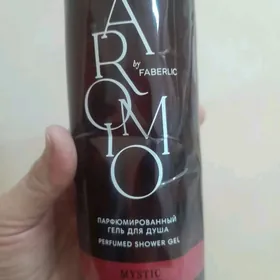 AROMIO
by FABERLIC
ПАРФЮМИРОВАННЫЙ
ГЕЛЬ ДЛЯ ДУША
PERFUMED SHOWER GEL
MYSTIC